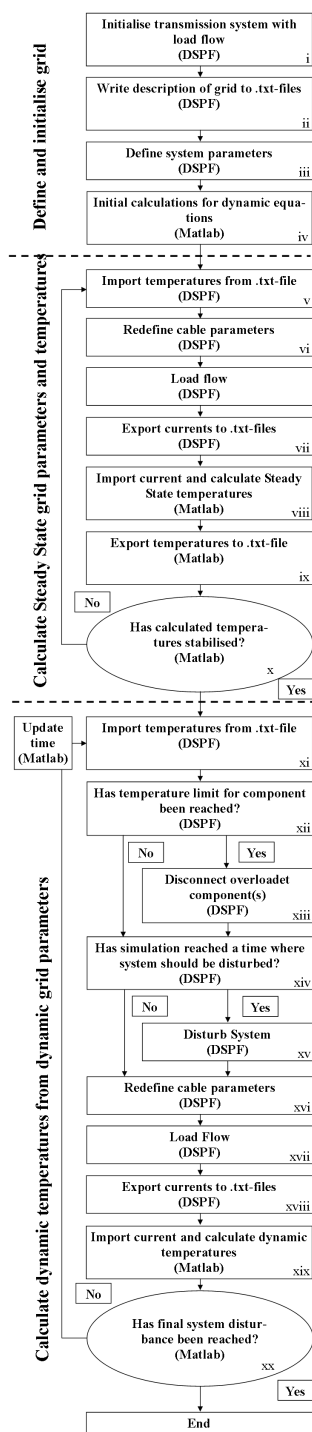 Define and initialise grid
Initialise transmission system with
load flow
(DSPF)
i
Write description of grid to .txt-files
(DSPF)
ii
Define system parameters
(DSPF)
iii
Initial calculations for dynamic equa-
tions
(Matlab)
iv
Calculate Steady State grid parameters and temperatures
Import temperatures from .txt-file
(DSPF)
v
Redefine cable parameters
(DSPF)
vi
Load flow
(DSPF)
Export currents to .txt-files
(DSPF)
vii
Import current and calculate Steady
State temperatures
(Matlab)
viii
Export temperatures to .txt-file
(Matlab)
ix
No
Has calculated tempera-
tures stabilised?
(Matlab)
x
Yes
Calculate dynamic temperatures from dynamic grid parameters
Update
time
(Matlab)
Import temperatures from .txt-file
(DSPF)
xi
Has temperature limit for component
been reached?
(DSPF)
xii
No
Yes
Disconnect overloadet
component(s)
(DSPF)
xiii
Has simulation reached a time where
system should be disturbed?
(DSPF)
xiv
No
Yes
Disturb System
(DSPF)
xv
Redefine cable parameters
(DSPF)
xvi
Load Flow
(DSPF)
xvii
Export currents to .txt-files
(DSPF)
xviii
Import current and calculate dynamic
temperatures
(Matlab)
xix
No
Has final system distur-
bance been reached?
(Matlab)
xx
Yes
End